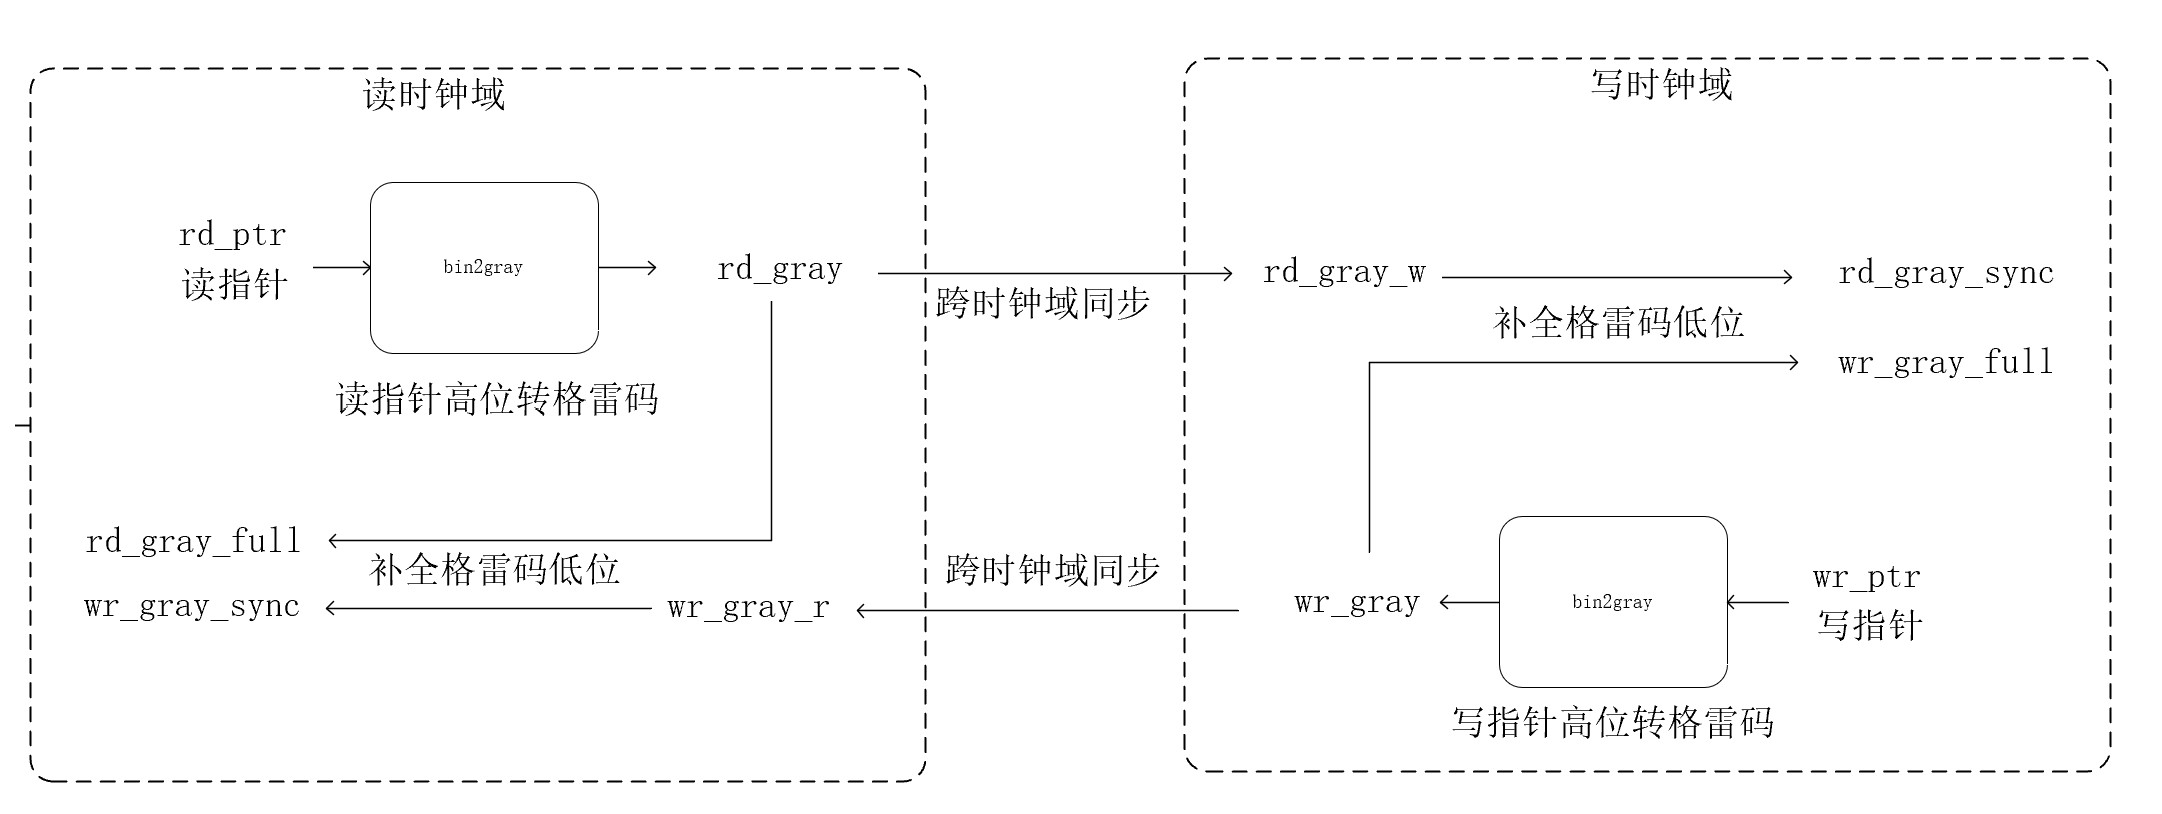 读时钟域
rd_ptr
读指针
bin2gray
rd_gray
读指针高位转格雷码
rd_gray_full
补全格雷码低位
wr_gray_sync
wr_gray_r
跨时钟域同步
跨时钟域同步
写时钟域
rd_gray_w
rd_gray_sync
补全格雷码低位
wr_gray_full
wr_gray
bin2gray
wr_ptr
写指针
写指针高位转格雷码